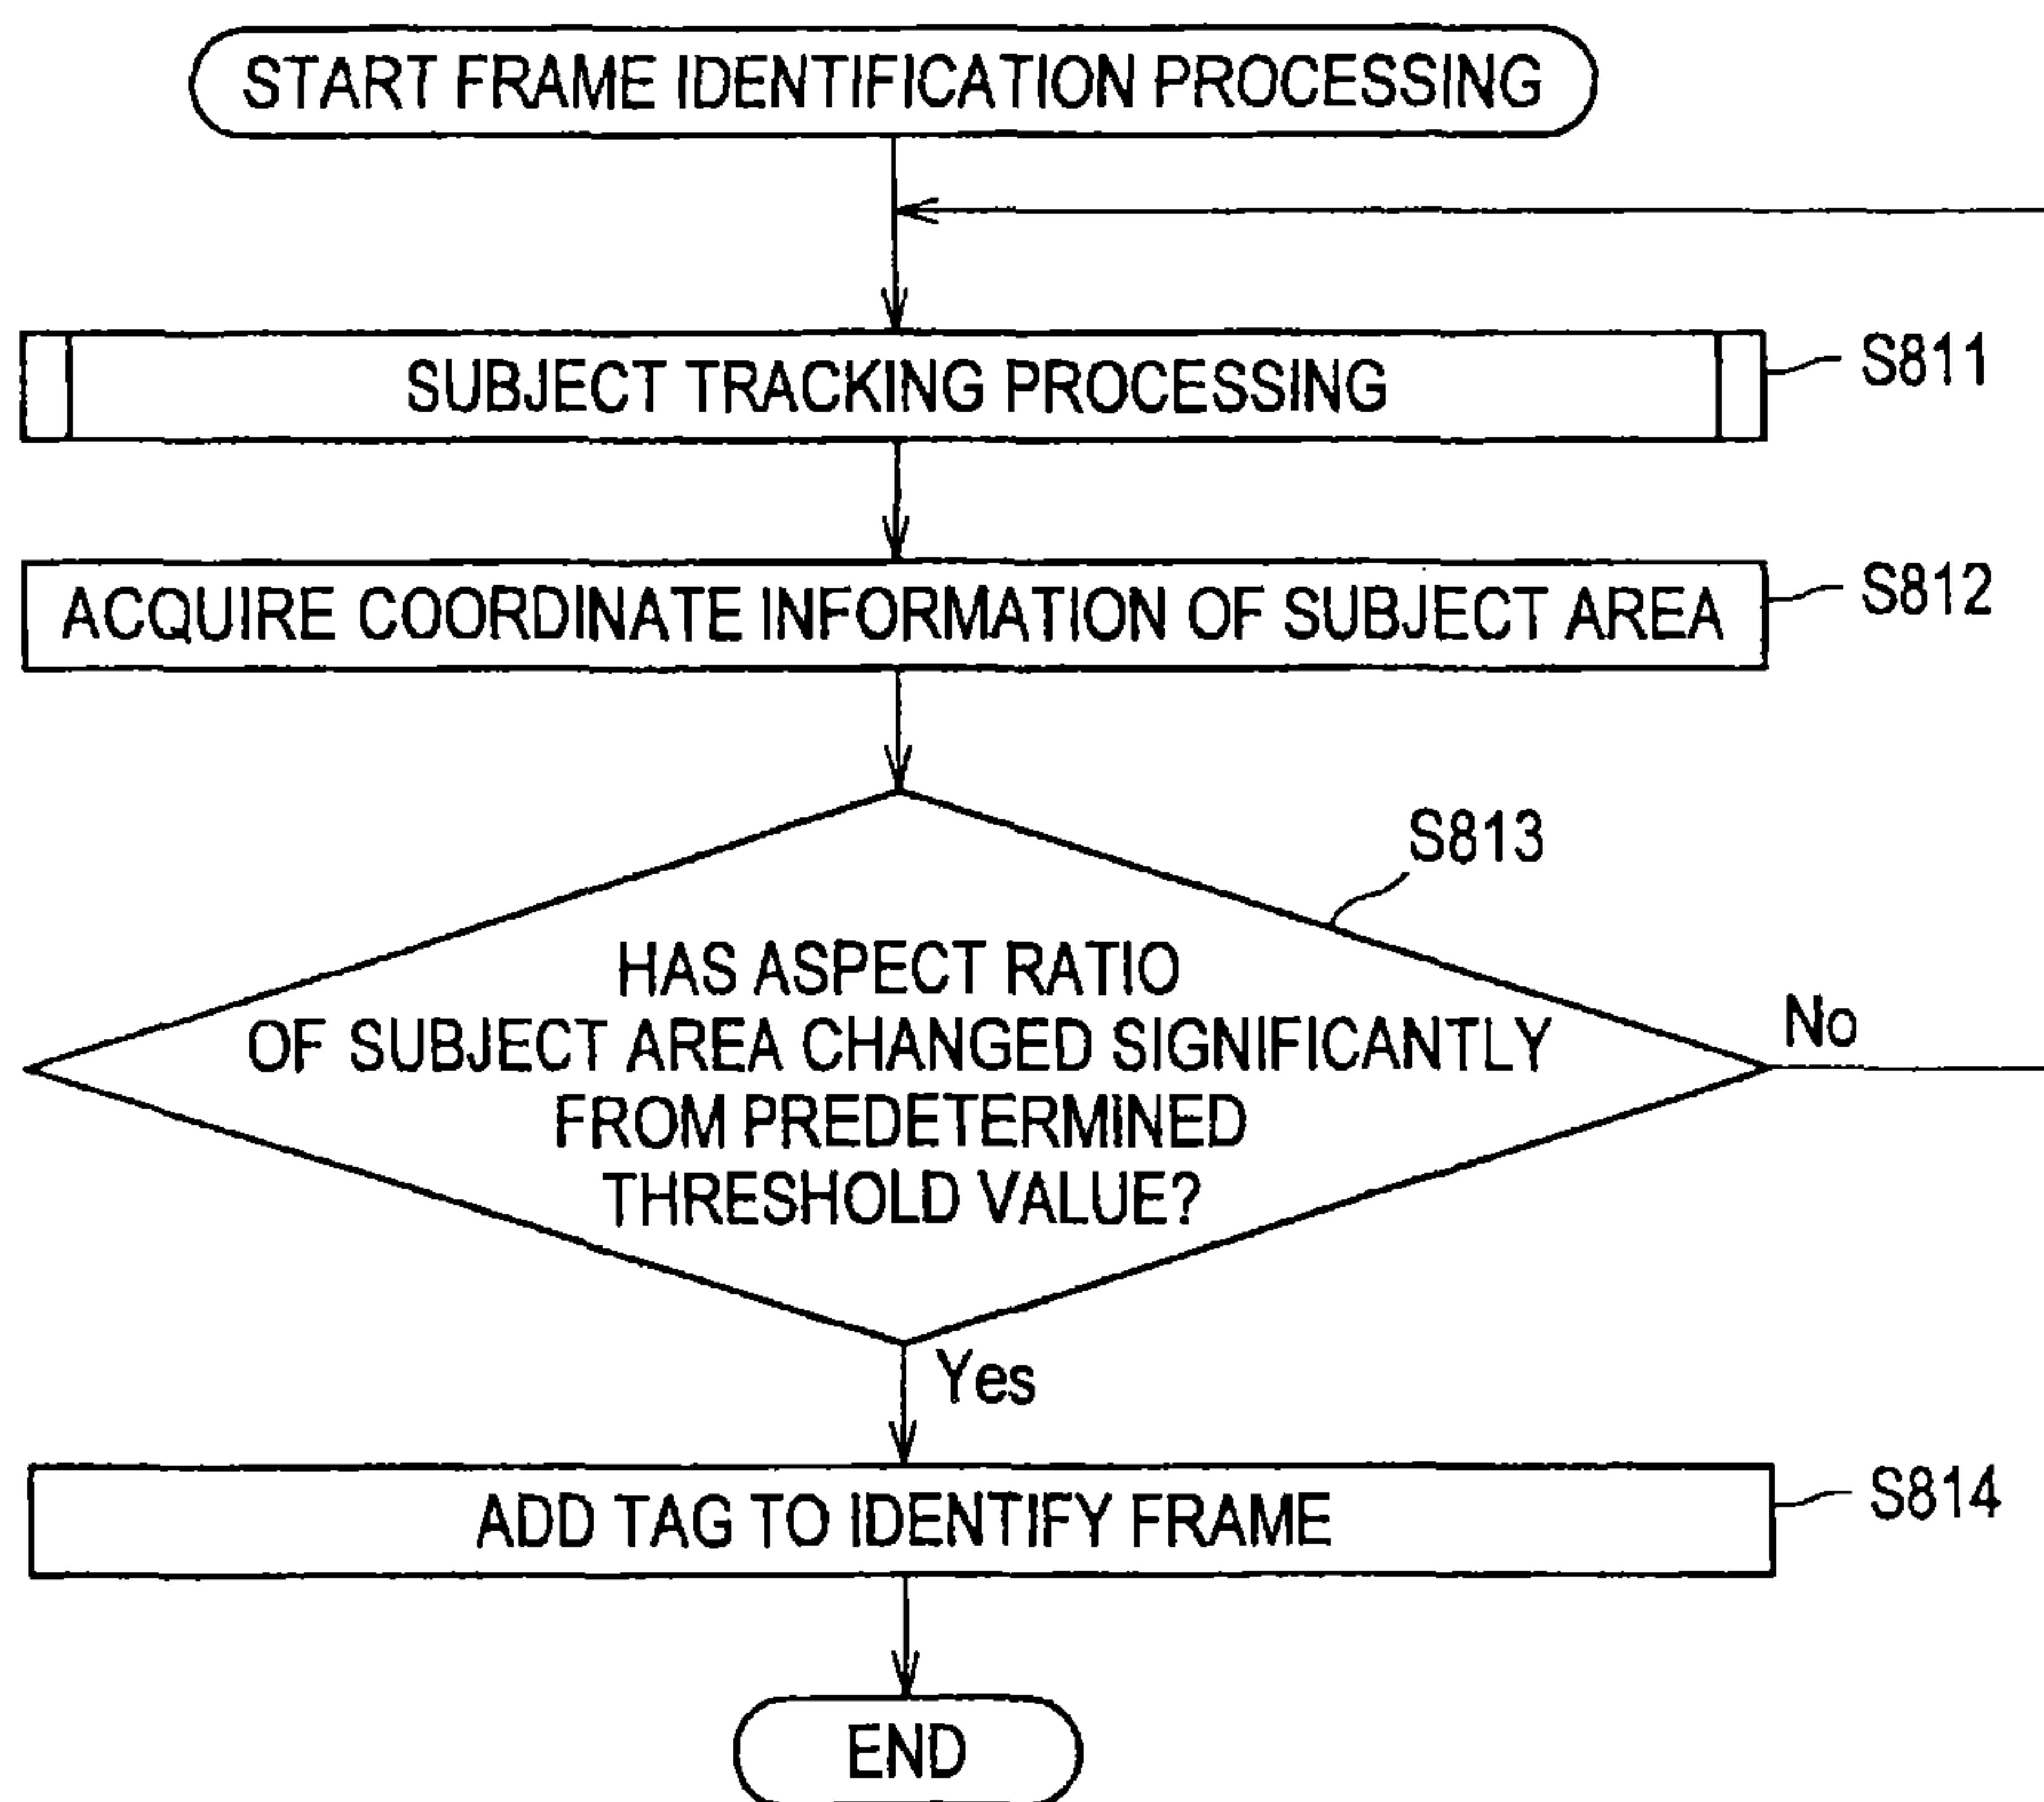 START FRAME IDENTIFICATION PROCESSING
SUBJECT TRACKING PROCESSING
S811
ACQUIRE COORDINATE INFORMATION OF SUBJECT AREA
S812
S813
HAS ASPECT RATIO
OF SUBJECT AREA CHANGED SIGNIFICANTLY
FROM PREDETERMINED
THRESHOLD VALUE?
No
Yes
ADD TAG TO IDENTIFY FRAME
S814
END